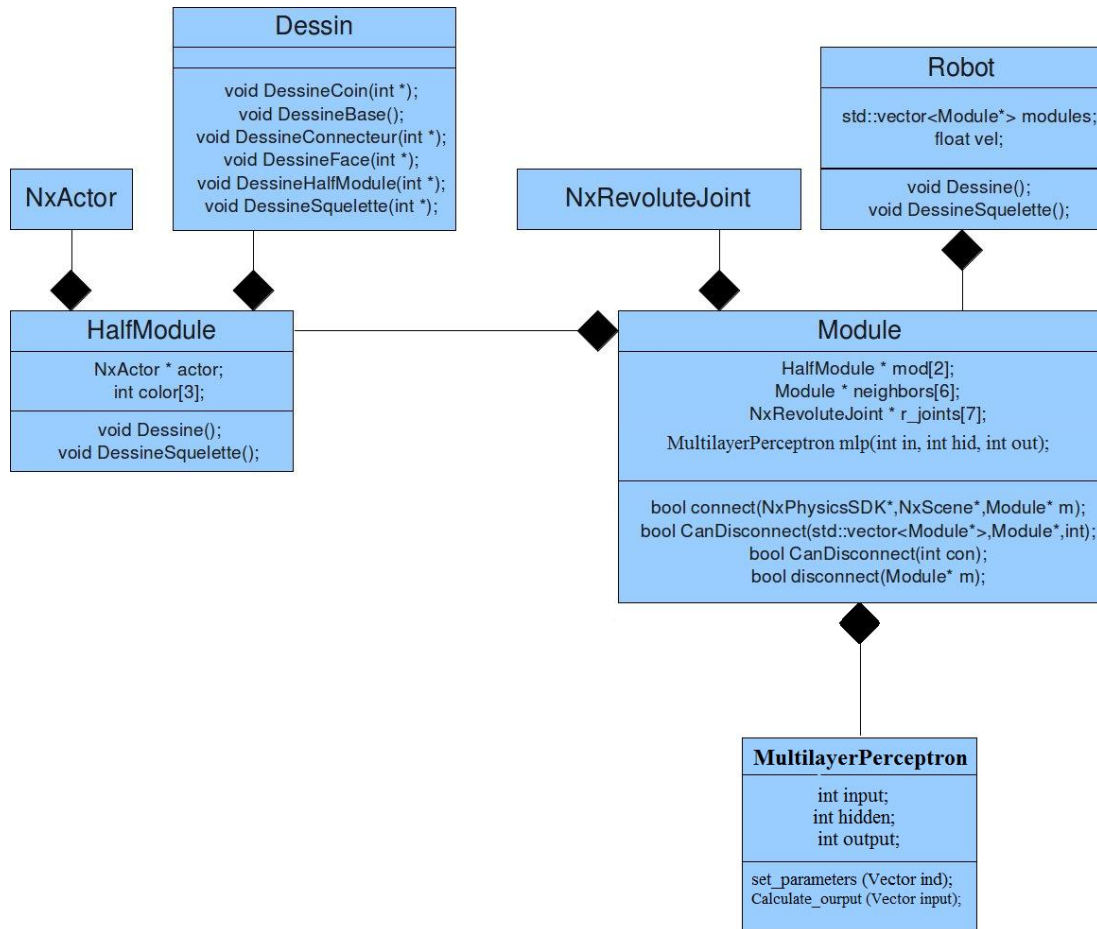 Dessin
void DessineCoin(int *);
void DessineBase();
void DessineConnecteur(int *);
void DessineFace(int *);
void DessineHalfModule(int *);
void DessineSquelette(int *);
Robot
std::vector<Module*> modules;
float vel;
void Dessine();
void DessineSquelette();
NxActor
NxRevoluteJoint
HalfModule
NxActor * actor;
int color[3];
void Dessine();
void DessineSquelette();
Module
HalfModule * mod[2];
Module * neighbors[6];
NxRevoluteJoint * r_joints[7];
MultilayerPerceptron mlp(int in, int hid, int out);
bool connect(NxPhysicsSDK*,NxScene*,Module* m);
bool CanDisconnect(std::vector<Module*>,Module*,int);
bool CanDisconnect(int con);
bool disconnect(Module* m);
MultilayerPerceptron
int input;
int hidden;
int output;
set_parameters (Vector ind);
Calculate_ourput (Vector input);